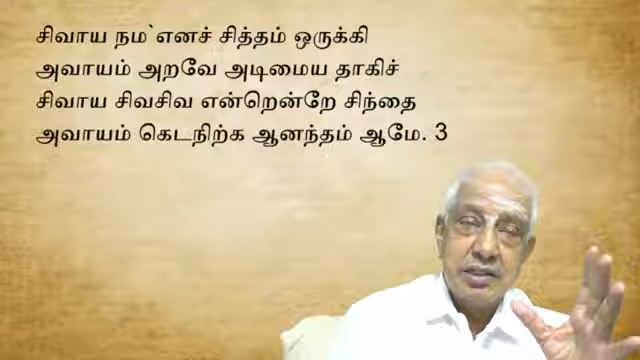 சிவாய நம`எனச் சித்தம் ஒருக்கி
அவாயம் அறவே அடிமைய தாகிச்
சிவாய சிவசிவ என்றென்றே சிந்தை
அவாயம் கெடநிற்க ஆனந்தம் ஆமே. 3